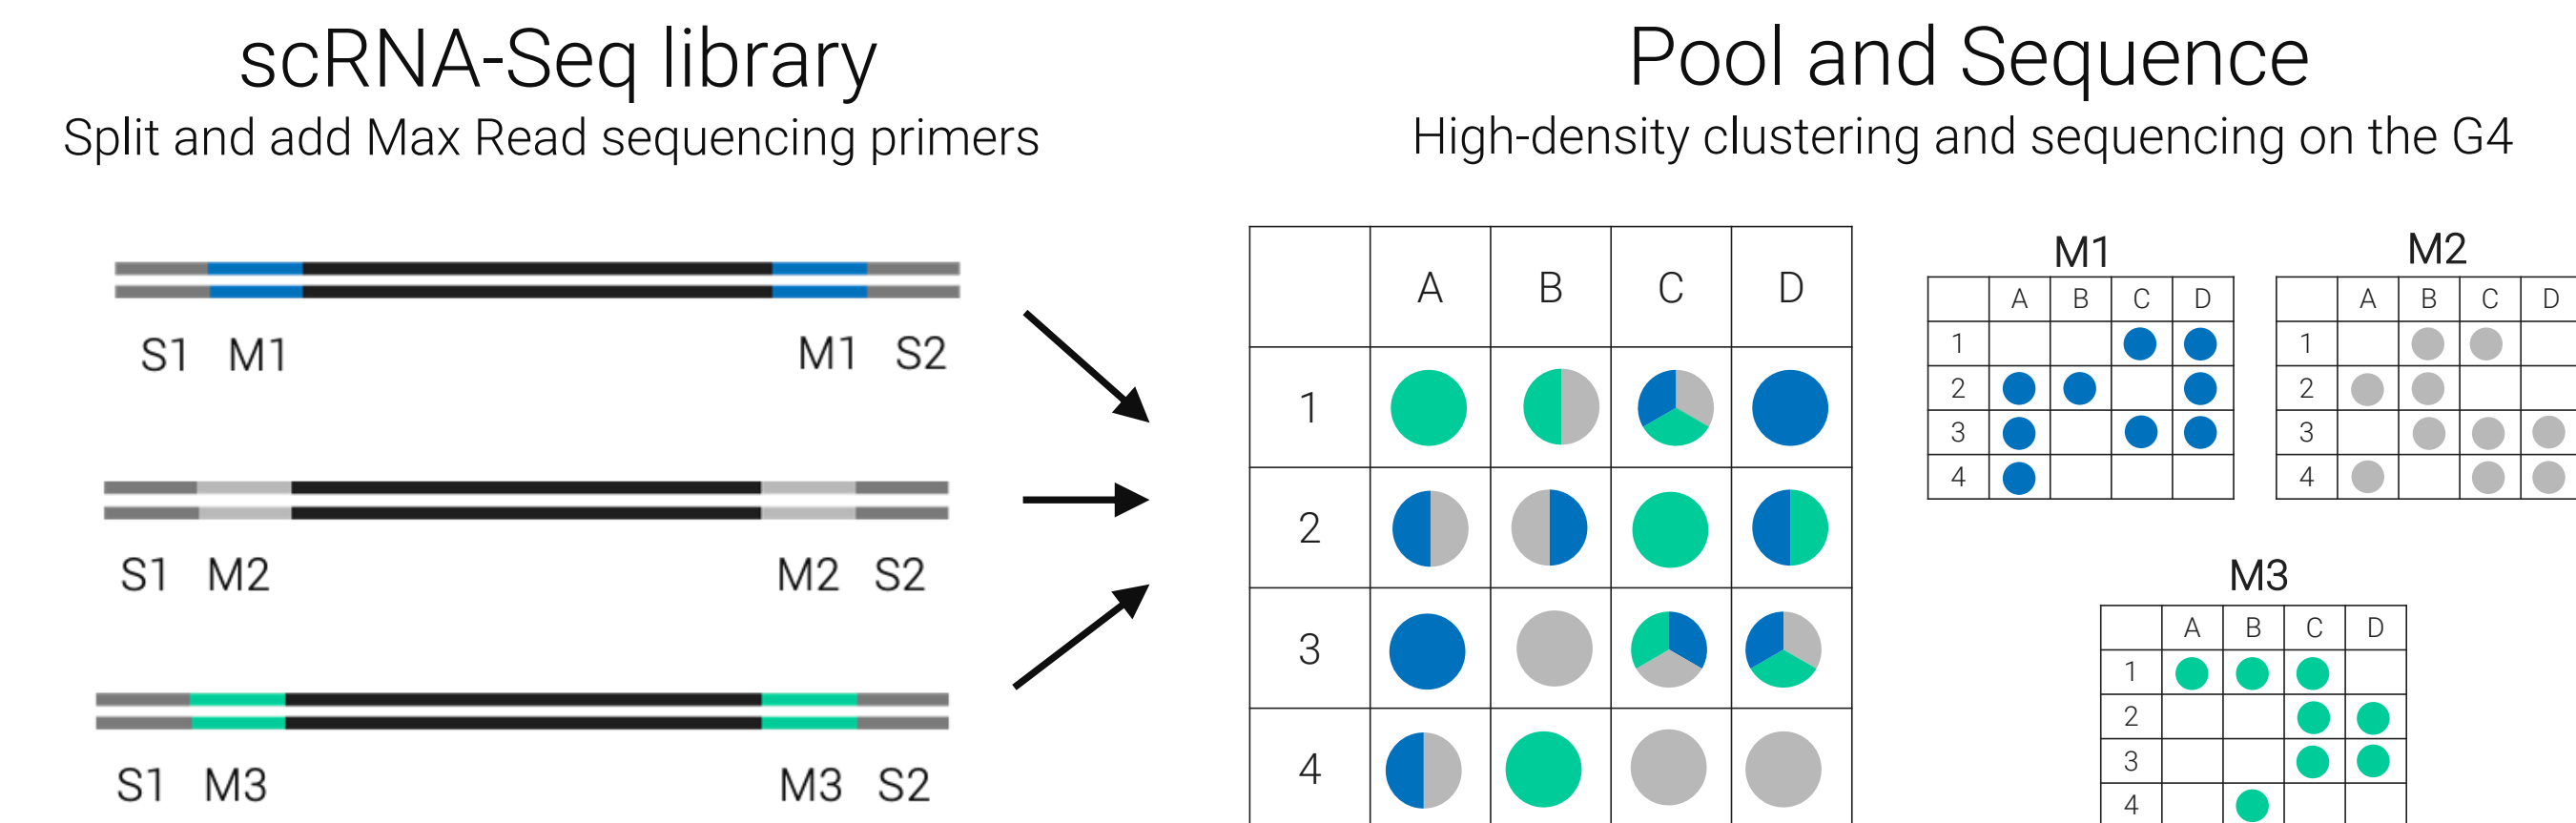 scRNA-Seq library
Split and add Max Read sequencing primers
S1 M1 M1 S2
S1 M2 M2 S2
S1 M3 M3 S2
Pool and Sequence
High-density clustering and sequencing on the G4
A B C D
1
2
3
4
M1
A B C D
1
2
3
4
M2
A B C D
1
2
3
4
M3
A B C D
1
2
3
4